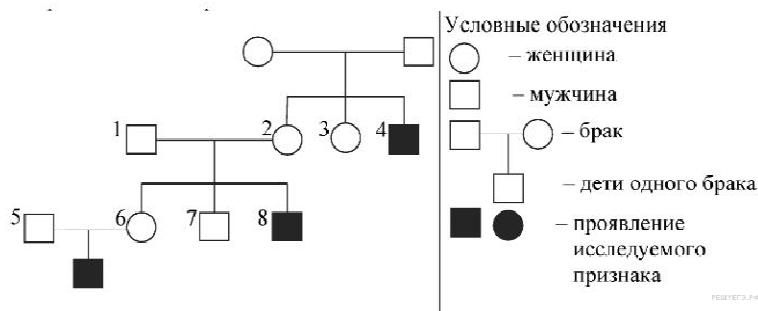 Условные обозначения
– женщина
– мужчина
– брак
– дети одного брака
– проявление
исследуемого
признака
1
2
3
4
5
6
7
8
РЕШУЕГЭ.РФ